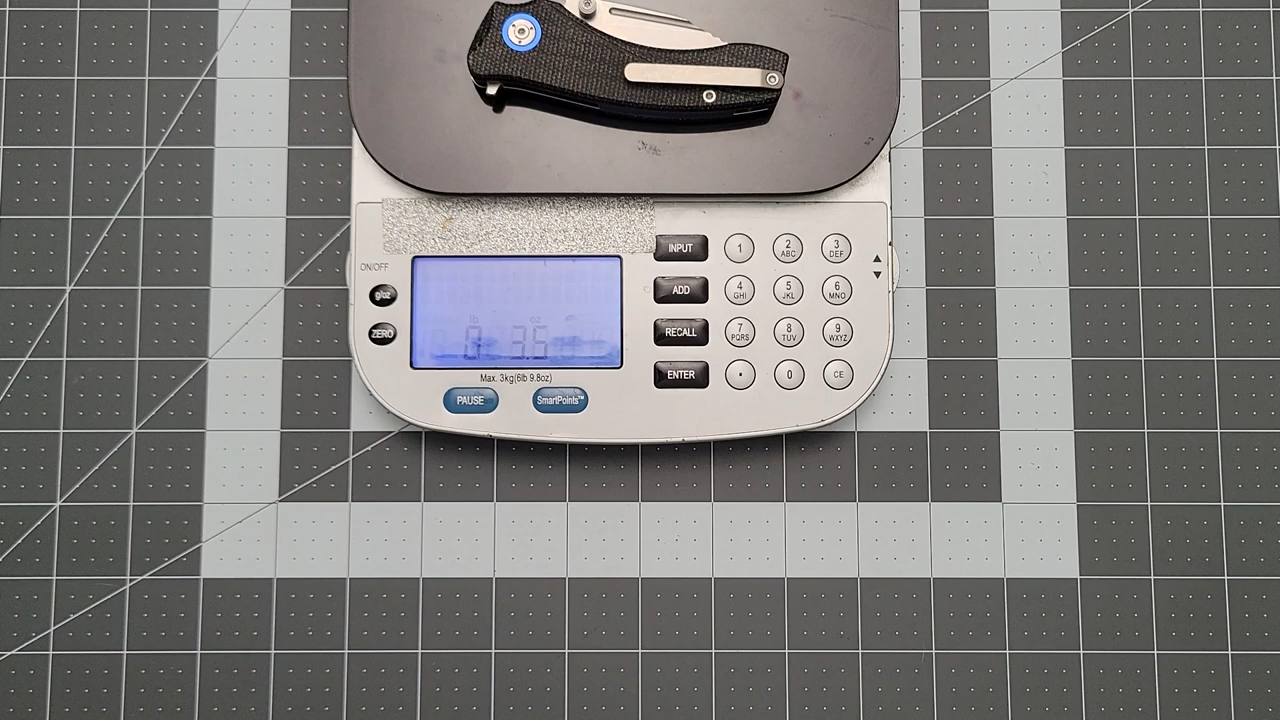 INPUT 1 2 ABC 3 DEF
ON/OFF
g/oz
ADD 4 GHI 5 JKL 6 MNO
lb oz
0 3.5
ZERO
RECALL 7 PQRS 8 TUV 9 WXYZ
Max. 3kg(6lb 9.8oz)
ENTER . 0 CE
PAUSE SmartPoints™